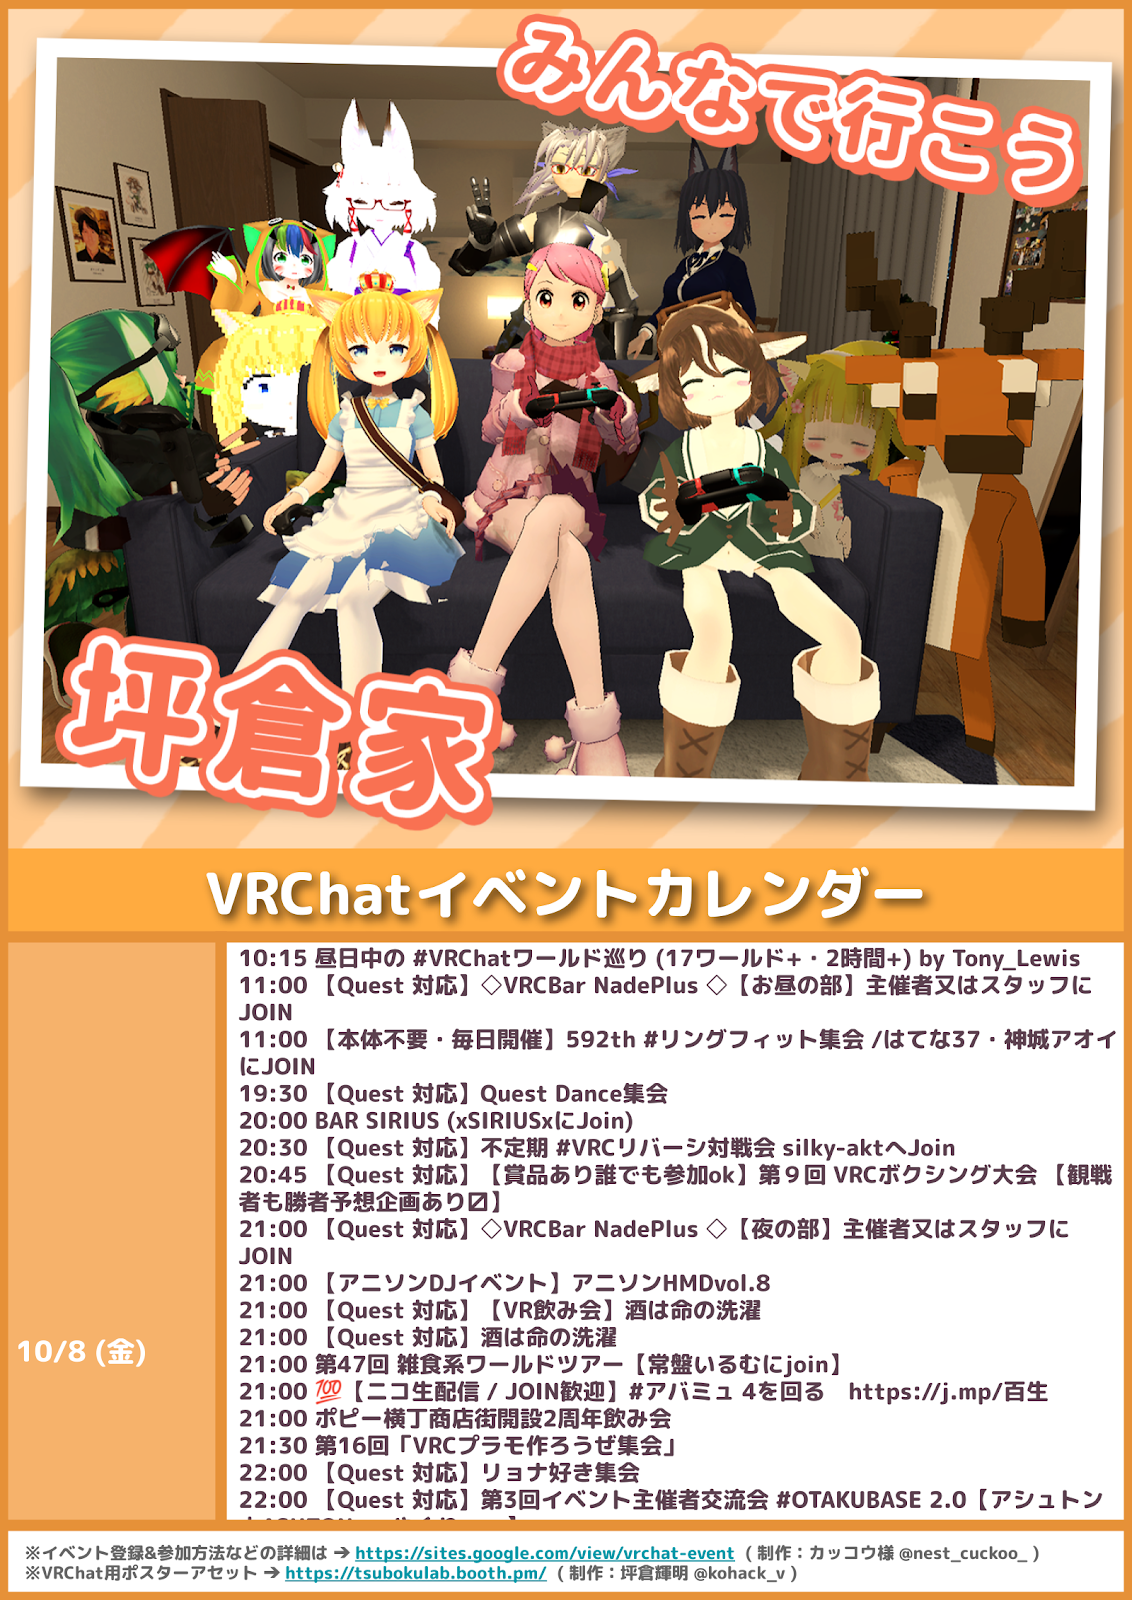 みんなで行こう
坪倉家
VRChatイベントカレンダー
10/8 (金)
10:15 昼日中の #VRChatワールド巡り (17ワールド+・2時間+) by Tony_Lewis
11:00 【Quest 対応】◇VRCBar NadePlus ◇【お昼の部】主催者又はスタッフに
JOIN
11:00 【本体不要・毎日開催】592th #リングフィット集会 /はてな37・神城アオイ
にJOIN
19:30 【Quest 対応】Quest Dance集会
20:00 BAR SIRIUS (xSIRIUSxにJoin)
20:30 【Quest 対応】不定期 #VRCリバーシ対戦会 silky-aktへJoin
20:45 【Quest 対応】【賞品あり誰でも参加ok】第９回 VRCボクシング大会 【観戦
者も勝者予想企画あり〼】
21:00 【Quest 対応】◇VRCBar NadePlus ◇【夜の部】主催者又はスタッフに
JOIN
21:00 【アニソンDJイベント】アニソンHMDvol.8
21:00 【Quest 対応】【VR飲み会】酒は命の洗濯
21:00 【Quest 対応】酒は命の洗濯
21:00 第47回 雑食系ワールドツアー【常盤いるむにjoin】
21:00 💯【ニコ生配信 / JOIN歓迎】#アバミュ 4を回る　https://j.mp/百生
21:00 ポピー横丁商店街開設2周年飲み会
21:30 第16回「VRCプラモ作ろうぜ集会」
22:00 【Quest 対応】リョナ好き集会
22:00 【Quest 対応】第3回イベント主催者交流会 #OTAKUBASE 2.0【アシュトン
※イベント登録&参加方法などの詳細は → https://sites.google.com/view/vrchat-event ( 制作：カッコウ様 @nest_cuckoo_ )
※VRChat用ポスターアセット → https://tsubokulab.booth.pm/ ( 制作：坪倉輝明 @kohack_v )